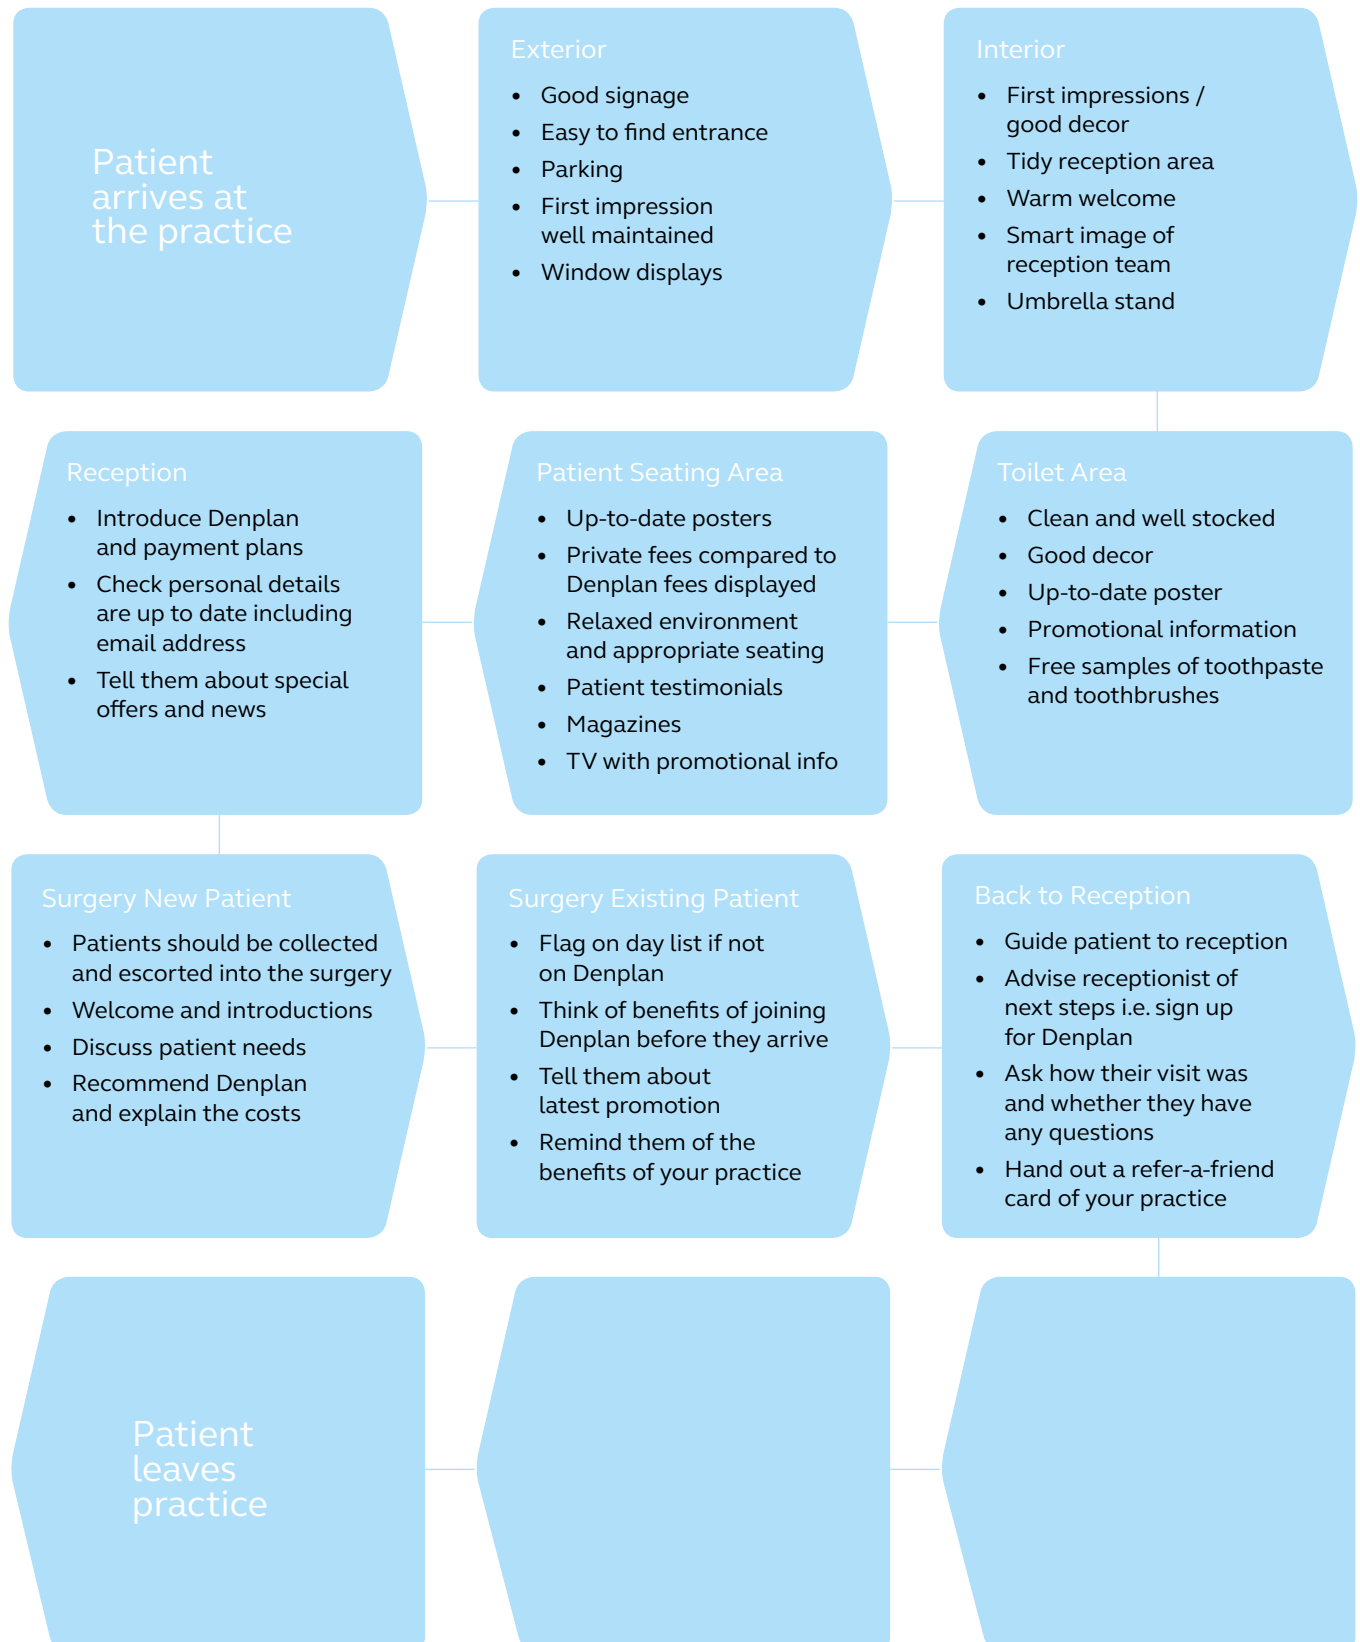 Patient
arrives at
the practice
Exterior
• Good signage
• Easy to find entrance
• Parking
• First impression
well maintained
• Window displays
Interior
• First impressions /
good decor
• Tidy reception area
• Warm welcome
• Smart image of
reception team
• Umbrella stand
Toilet Area
• Clean and well stocked
• Good decor
• Up-to-date poster
• Promotional information
• Free samples of toothpaste
and toothbrushes
Patient Seating Area
• Up-to-date posters
• Private fees compared to
Denplan fees displayed
• Relaxed environment
and appropriate seating
• Patient testimonials
• Magazines
• TV with promotional info
Reception
• Introduce Denplan
and payment plans
• Check personal details
are up to date including
email address
• Tell them about special
offers and news
Surgery New Patient
• Patients should be collected
and escorted into the surgery
• Welcome and introductions
• Discuss patient needs
• Recommend Denplan
and explain the costs
Surgery Existing Patient
• Flag on day list if not
on Denplan
• Think of benefits of joining
Denplan before they arrive
• Tell them about
latest promotion
• Remind them of the
benefits of your practice
Back to Reception
• Guide patient to reception
• Advise receptionist of
next steps i.e. sign up
for Denplan
• Ask how their visit was
and whether they have
any questions
• Hand out a refer-a-friend
card of your practice
Patient
leaves
practice